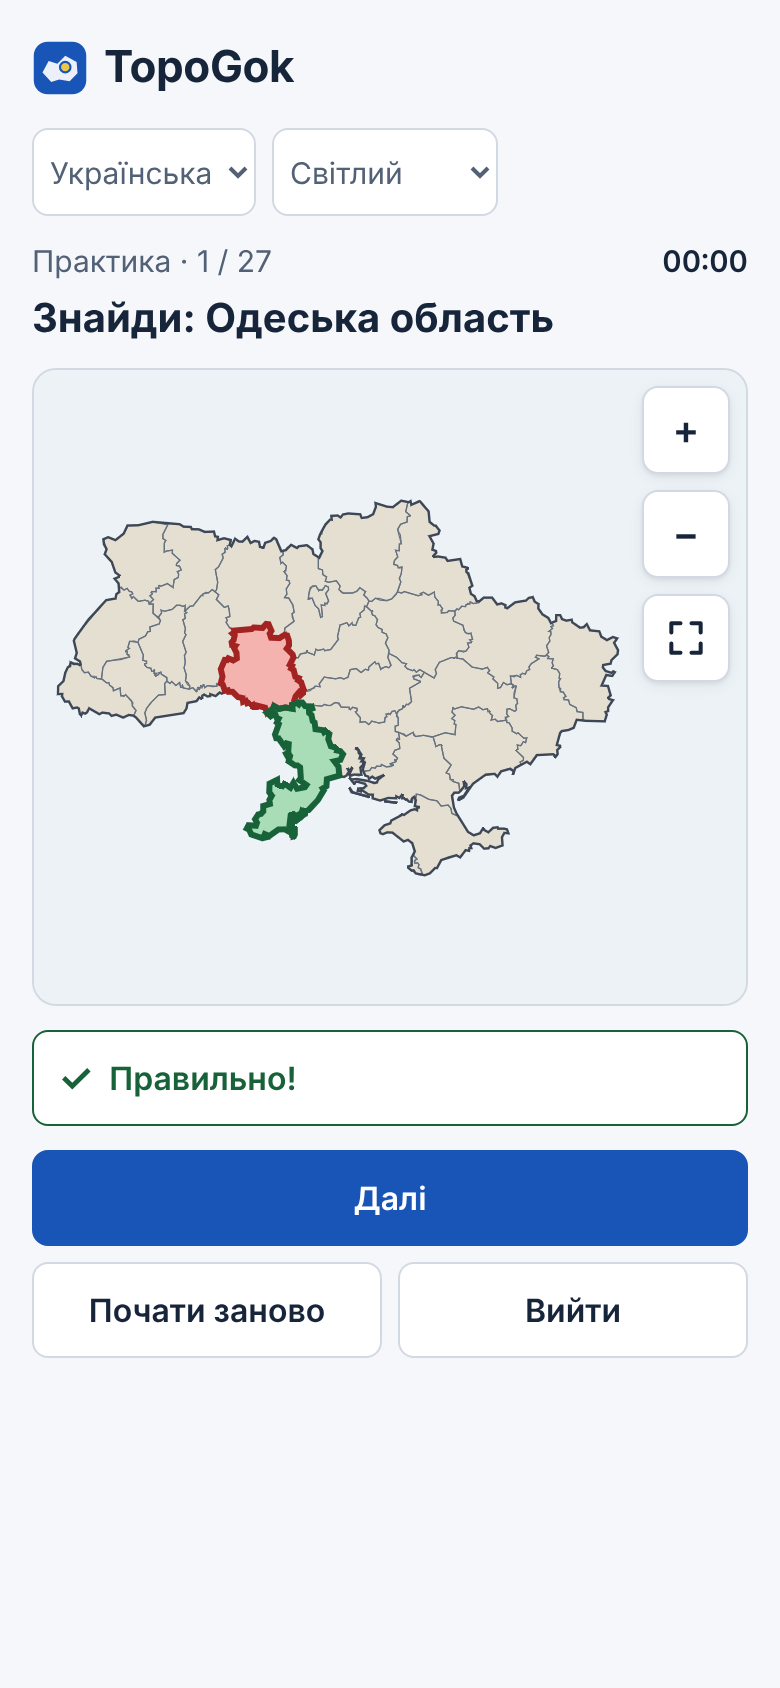 TopoGok
Українська
Світлий
Практика · 1 / 27
00:00
Знайди: Одеська область
+
−
Правильно!
Далі
Почати заново
Вийти